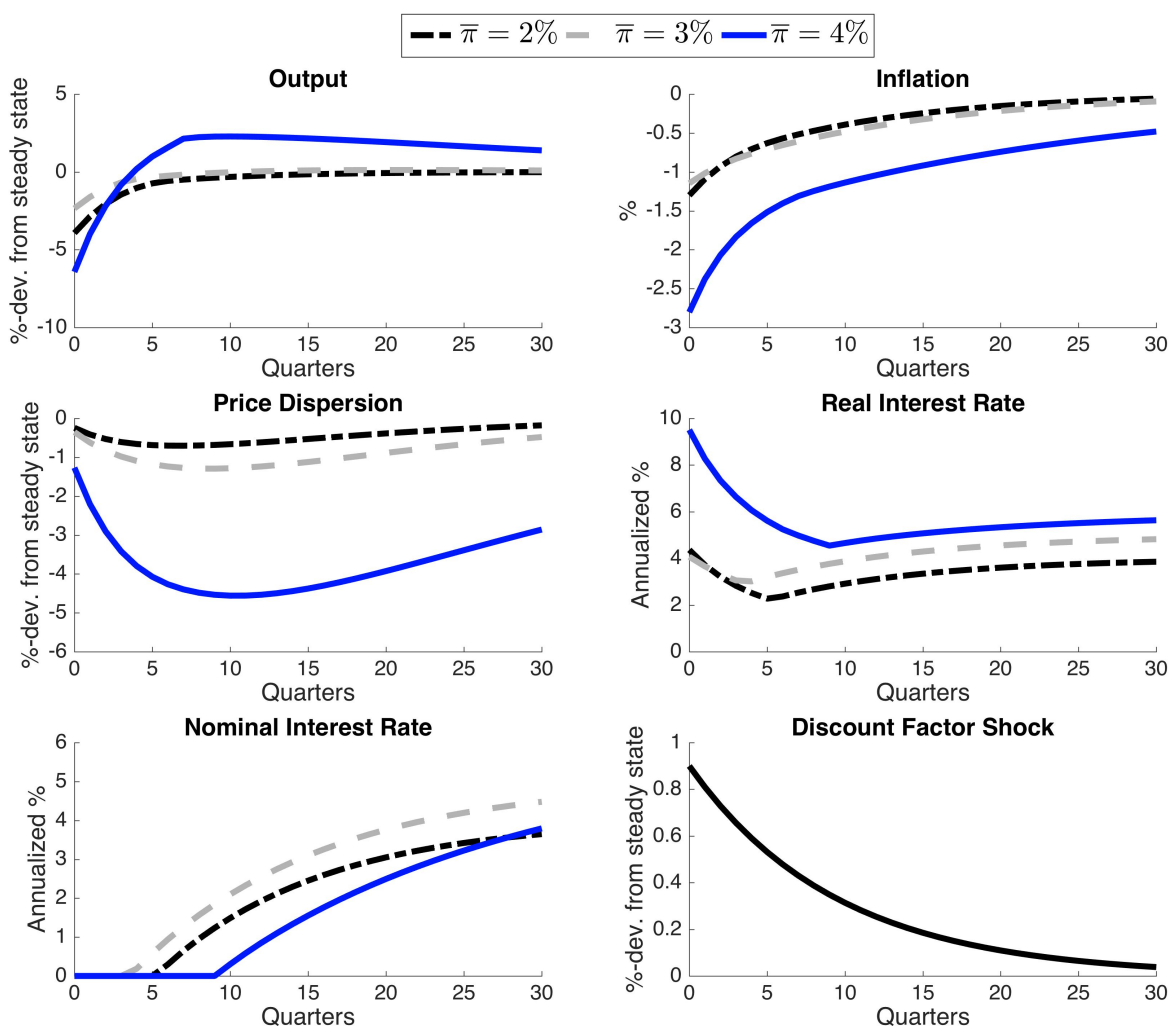 π̅ = 2% π̅ = 3% π̅ = 4%
Output
%-dev. from steady state
5
0
-5
-10
0 5 10 15 20 25 30
Quarters
Inflation
%
0
-0.5
-1
-1.5
-2
-2.5
-3
0 5 10 15 20 25 30
Quarters
Price Dispersion
%-dev. from steady state
0
-1
-2
-3
-4
-5
-6
0 5 10 15 20 25 30
Quarters
Real Interest Rate
Annualized %
10
8
6
4
2
0
0 5 10 15 20 25 30
Quarters
Nominal Interest Rate
Annualized %
6
5
4
3
2
1
0
0 5 10 15 20 25 30
Quarters
Discount Factor Shock
%-dev. from steady state
1
0.8
0.6
0.4
0.2
0
0 5 10 15 20 25 30
Quarters